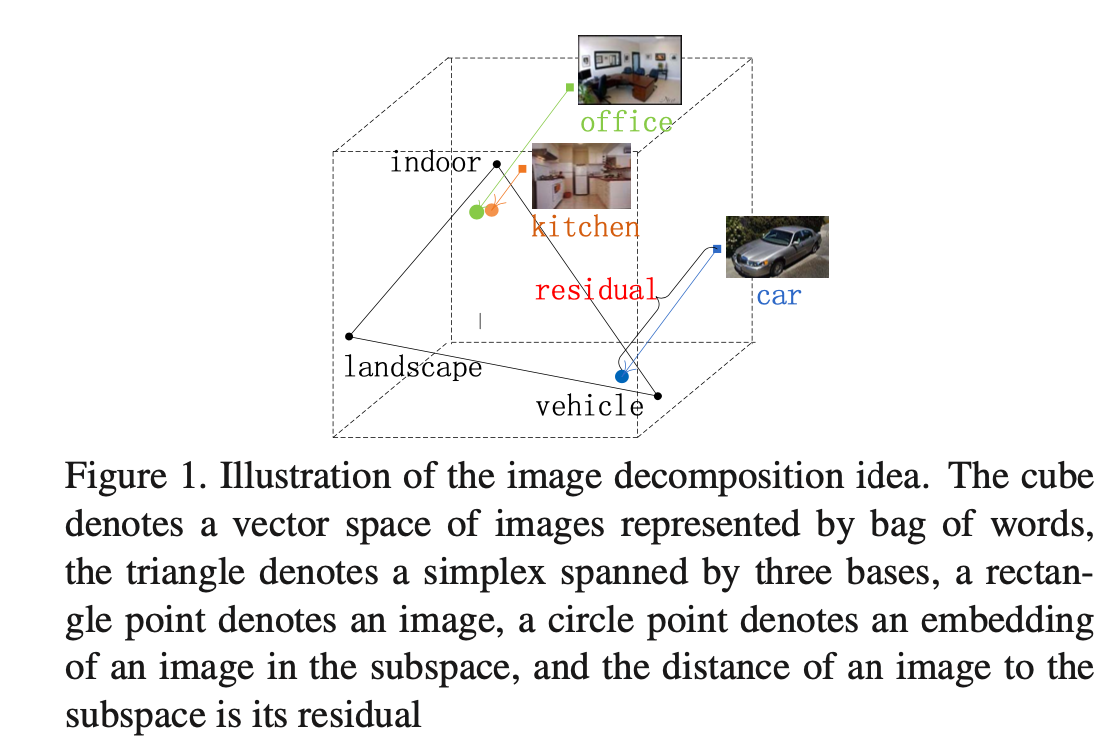 office
indoor
kitchen
residual
car
landscape
vehicle
Figure 1. Illustration of the image decomposition idea. The cube
denotes a vector space of images represented by bag of words,
the triangle denotes a simplex spanned by three bases, a rectan-
gle point denotes an image, a circle point denotes an embedding
of an image in the subspace, and the distance of an image to the
subspace is its residual